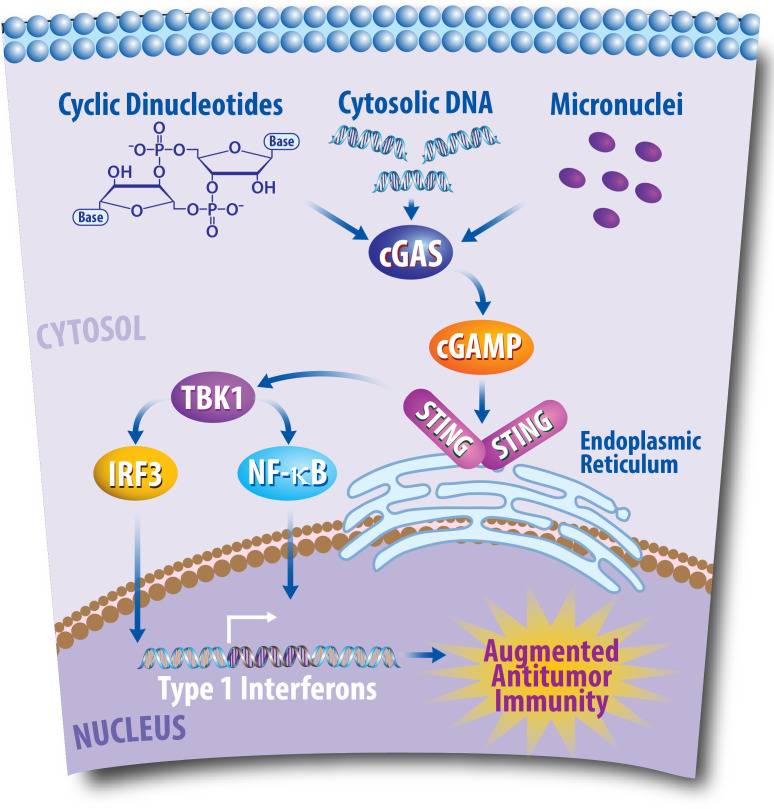 Cyclic Dinucleotides
Cytosolic DNA
Micronuclei
O
⁻O-P-O
O
Base
OH
O
O
OH
Base
O
O-P-O⁻
O
cGAS
CYTOSOL
cGAMP
TBK1
STING
STING
Endoplasmic
Reticulum
IRF3
NF-κB
Type 1 Interferons
Augmented
Antitumor
Immunity
NUCLEUS